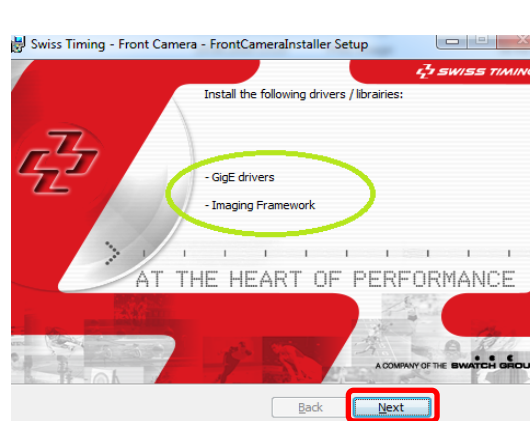 Swiss Timing - Front Camera - FrontCameraInstaller Setup
SWISS TIMING
Install the following drivers / librairies:
- GigE drivers
- Imaging Framework
AT THE HEART OF PERFORMANCE
A COMPANY OF THE SWATCH GROU
Back
Next